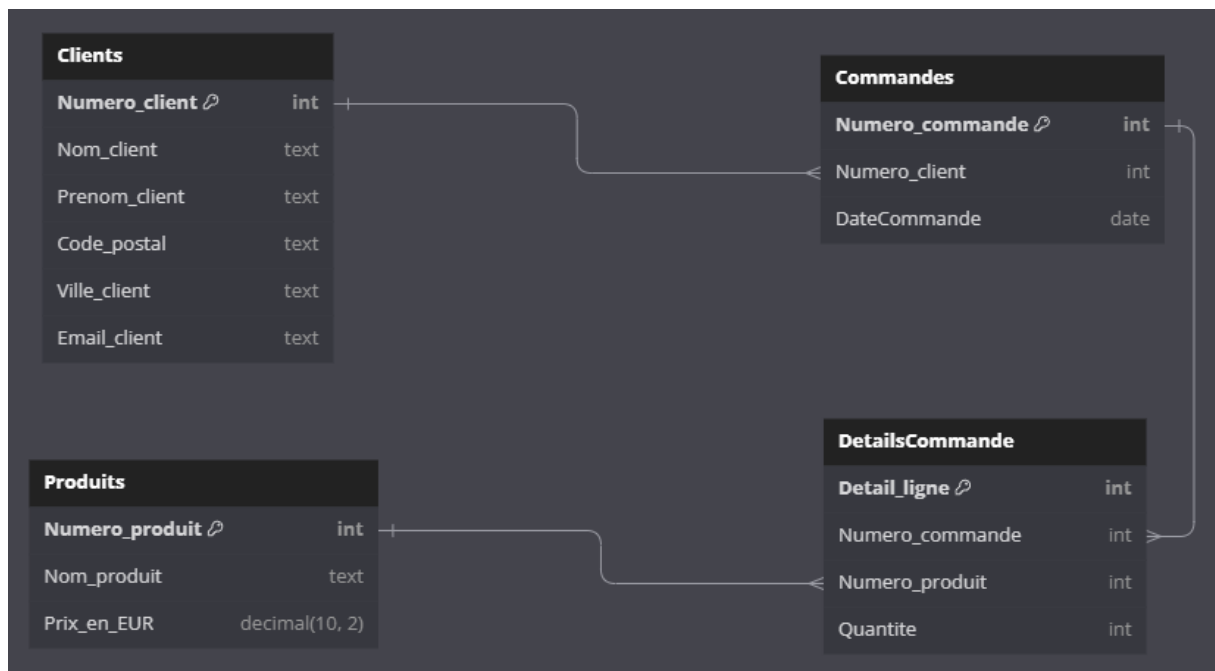 Clients
Numero_client int
Nom_client text
Prenom_client text
Code_postal text
Ville_client text
Email_client text
Commandes
Numero_commande int
Numero_client int
DateCommande date
Produits
Numero_produit int
Nom_produit text
Prix_en_EUR decimal(10, 2)
DetailsCommande
Detail_ligne int
Numero_commande int
Numero_produit int
Quantite int